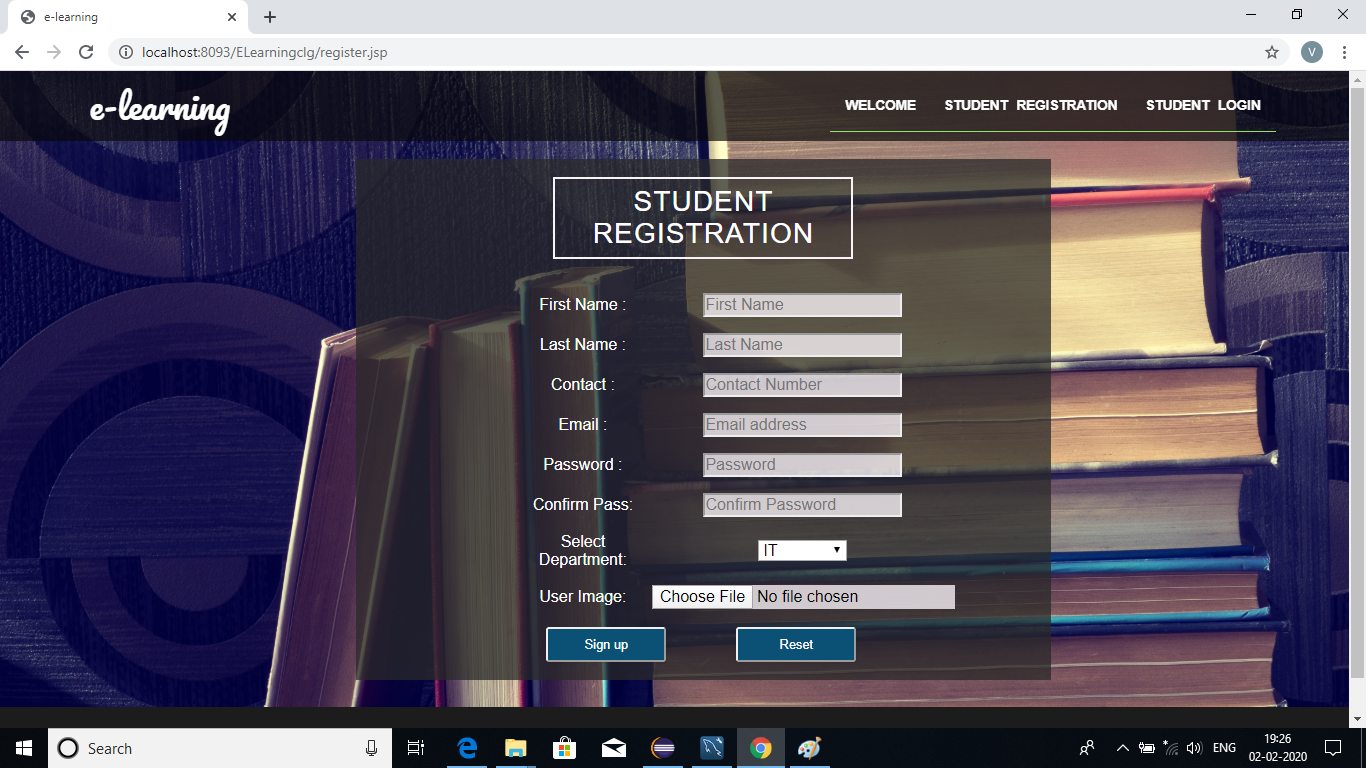 e-learning
localhost:8093/ELearningclg/register.jsp
V
e-learning
WELCOME STUDENT REGISTRATION STUDENT LOGIN
STUDENT
REGISTRATION
First Name : First Name
Last Name : Last Name
Contact : Contact Number
Email : Email address
Password : Password
Confirm Pass: Confirm Password
Select
Department: IT
User Image: Choose File No file chosen
Sign up Reset
Search
ENG
19:26
02-02-2020